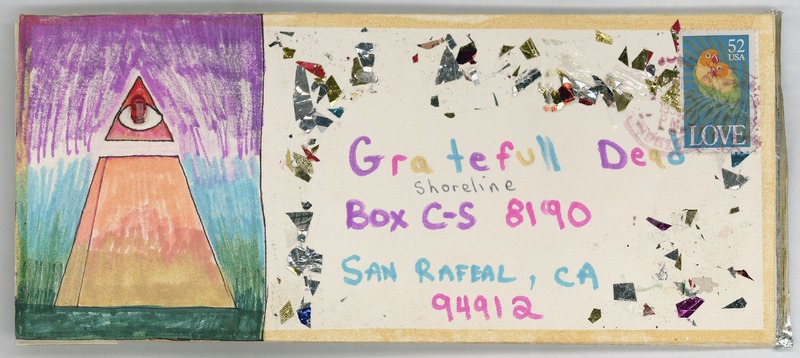 52
USA
LOVE
Gratefull Dead
Shoreline
Box C-S 8190
SAN RAFEAL, CA
94912